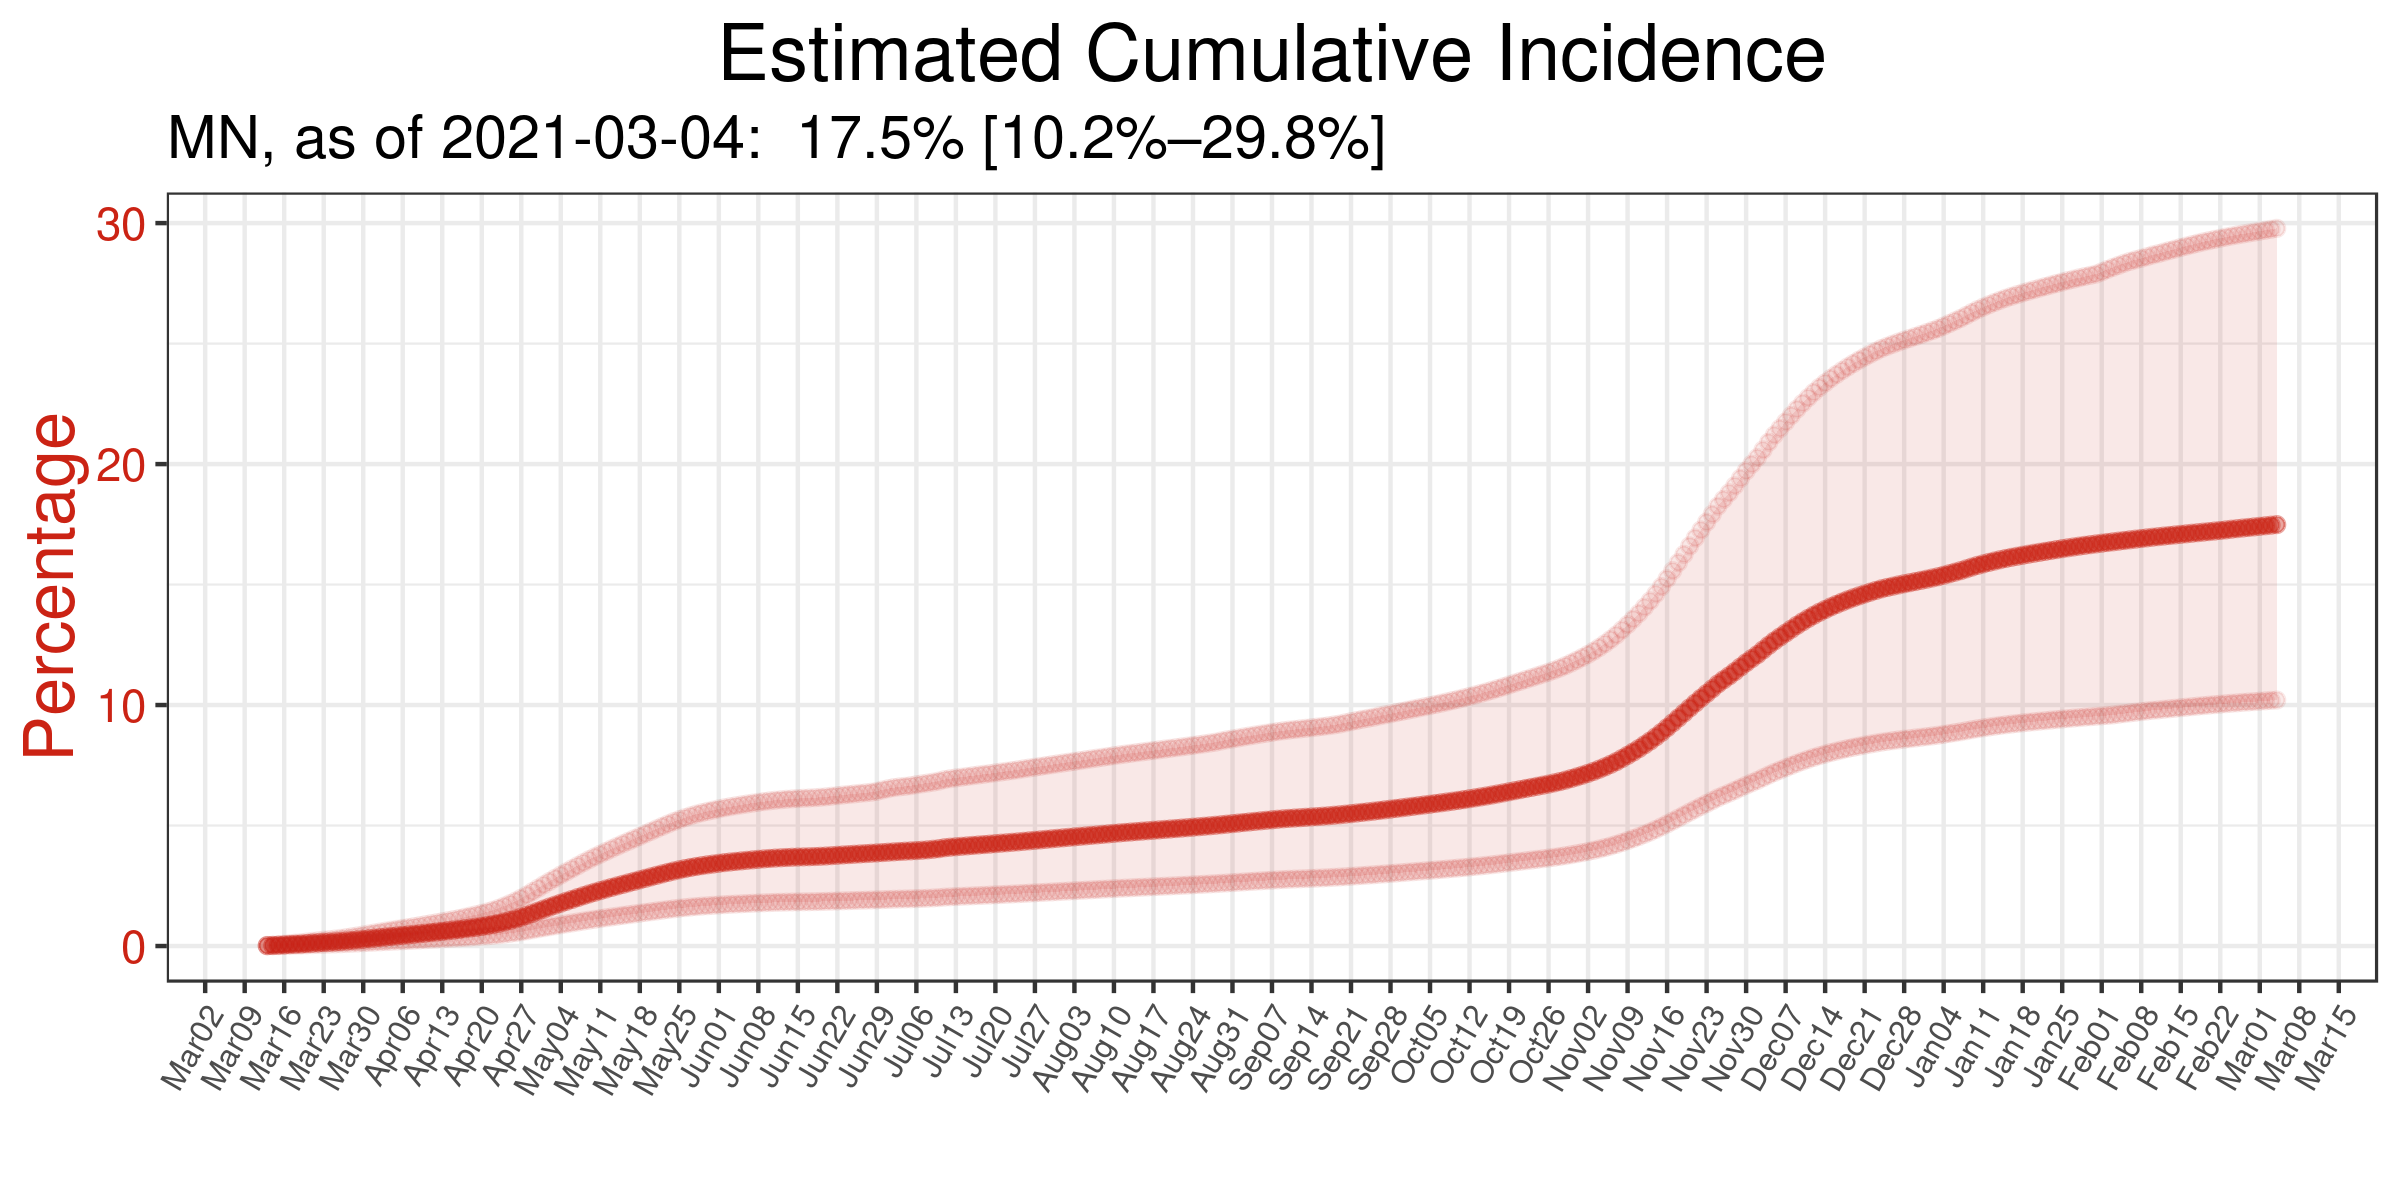 Estimated Cumulative Incidence
MN, as of 2021-03-04:  17.5% [10.2%–29.8%]
Percentage
30
20
10
0
Mar02
Mar09
Mar16
Mar23
Mar30
Apr06
Apr13
Apr20
Apr27
May04
May11
May18
May25
Jun01
Jun08
Jun15
Jun22
Jun29
Jul06
Jul13
Jul20
Jul27
Aug03
Aug10
Aug17
Aug24
Aug31
Sep07
Sep14
Sep21
Sep28
Oct05
Oct12
Oct19
Oct26
Nov02
Nov09
Nov16
Nov23
Nov30
Dec07
Dec14
Dec21
Dec28
Jan04
Jan11
Jan18
Jan25
Feb01
Feb08
Feb15
Feb22
Mar01
Mar08
Mar15